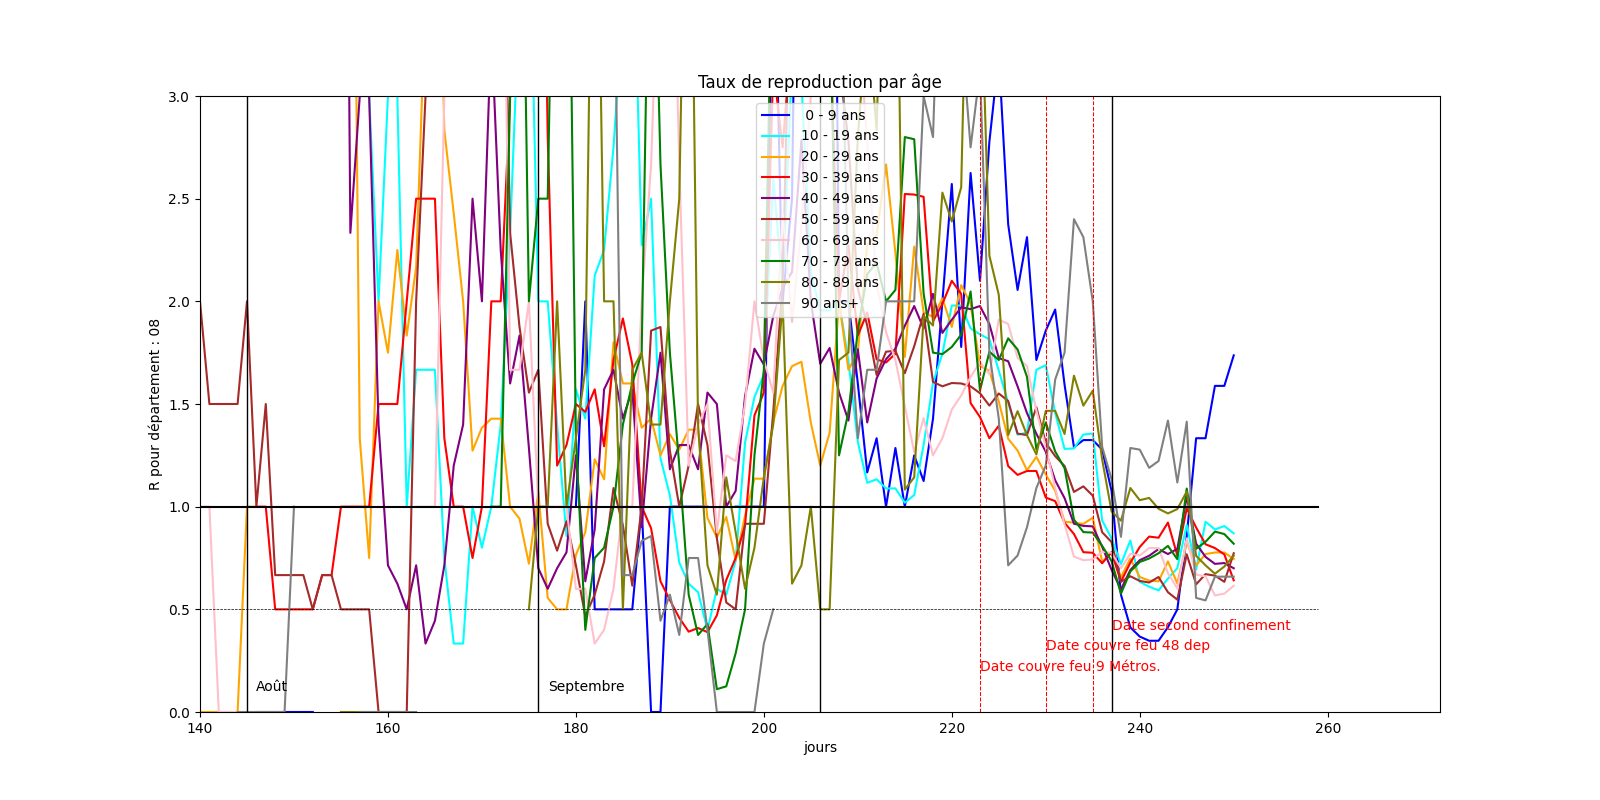 Taux de reproduction par âge
3.0
2.5
2.0
1.5
1.0
0.5
0.0
R pour département : 08
0 - 9 ans
10 - 19 ans
20 - 29 ans
30 - 39 ans
40 - 49 ans
50 - 59 ans
60 - 69 ans
70 - 79 ans
80 - 89 ans
90 ans+
Date second confinement
Date couvre feu 48 dep
Date couvre feu 9 Métros.
Août
Septembre
140
160
180
200
220
240
260
jours